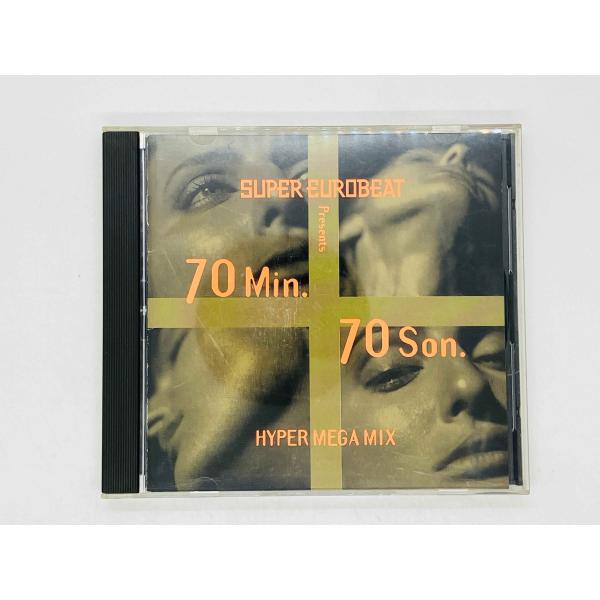 SUPER EUROBEAT
Presents
70 Min.
70 Son.
HYPER MEGA MIX